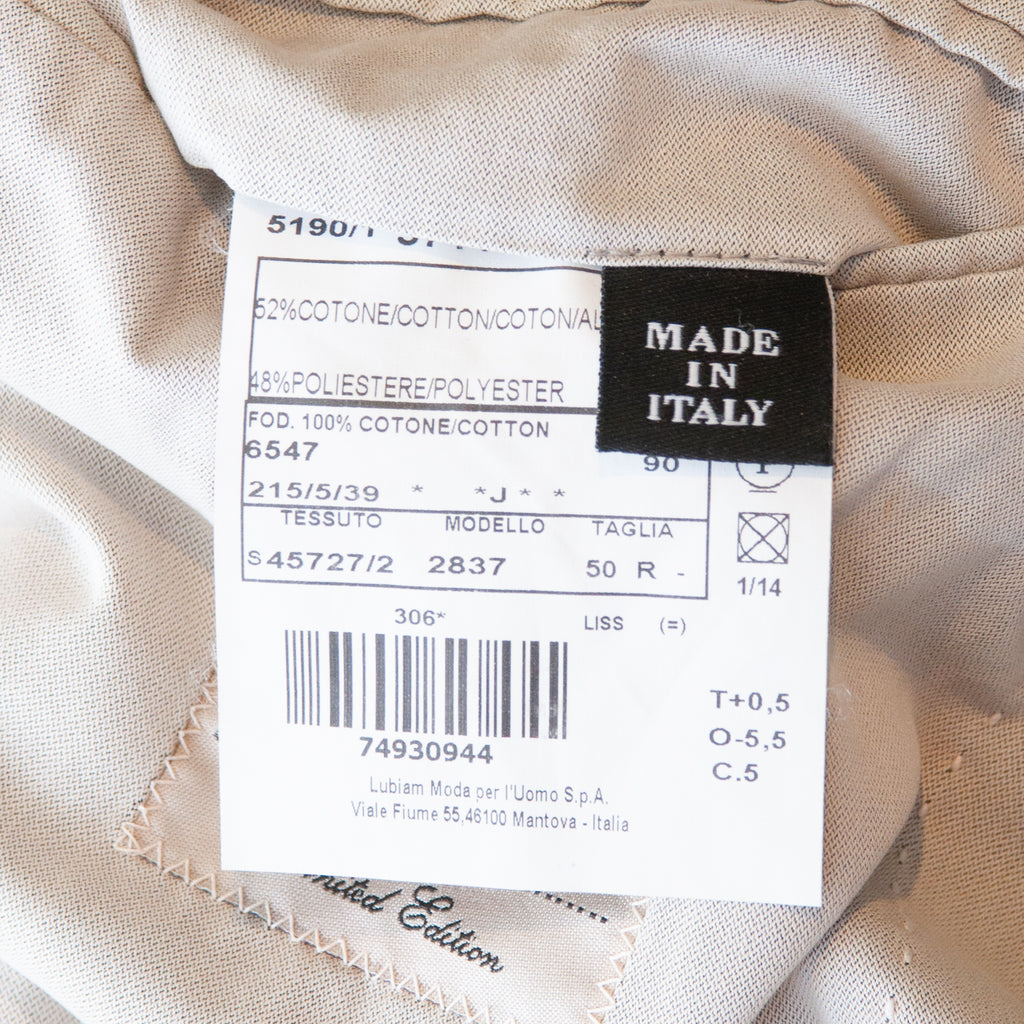 5190/1
52%COTONE/COTTON/COTON/AL
48%POLIESTERE/POLYESTER
MADE
IN
ITALY
FOD. 100% COTONE/COTTON
6547
90
215/5/39 * *J * *
TESSUTO MODELLO TAGLIA
S45727/2 2837 50 R -
1/14
306* LISS (=)
74930944
T+0,5
O-5,5
C.5
Lubiam Moda per l'Uomo S.p.A.
Viale Fiume 55,46100 Mantova - Italia
Edition